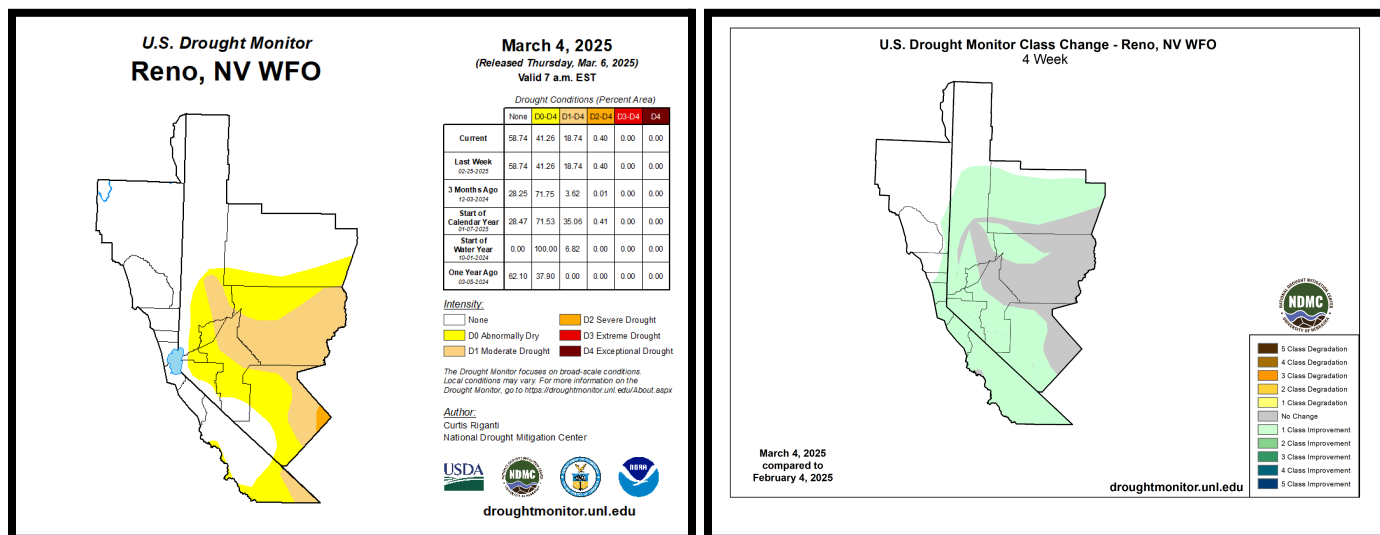 U.S. Drought Monitor
Reno, NV WFO
March 4, 2025
(Released Thursday, Mar. 6, 2025)
Valid 7 a.m. EST
Drought Conditions (Percent Area)
None D0-D4 D1-D4 D2-D4 D3-D4 D4
Current 58.74 41.26 18.74 0.40 0.00 0.00
Last Week 58.74 41.26 18.74 0.40 0.00 0.00
02-25-2025
3 Months Ago 28.25 71.75 3.62 0.01 0.00 0.00
12-03-2024
Start of
Calendar Year 28.47 71.53 35.06 0.41 0.00 0.00
01-07-2025
Start of
Water Year 0.00 100.00 6.82 0.00 0.00 0.00
10-01-2024
One Year Ago 62.10 37.90 0.00 0.00 0.00 0.00
03-05-2024
Intensity:
None
D0 Abnormally Dry
D1 Moderate Drought
D2 Severe Drought
D3 Extreme Drought
D4 Exceptional Drought
The Drought Monitor focuses on broad-scale conditions.
Local conditions may vary. For more information on the
Drought Monitor, go to https://droughtmonitor.unl.edu/About.aspx
Author:
Curtis Riganti
National Drought Mitigation Center
USDA
NDMC
NOAA
droughtmonitor.unl.edu
U.S. Drought Monitor Class Change - Reno, NV WFO
4 Week
March 4, 2025
compared to
February 4, 2025
droughtmonitor.unl.edu
NATIONAL DROUGHT MITIGATION CENTER
NDMC
UNIVERSITY OF NEBRASKA
5 Class Degradation
4 Class Degradation
3 Class Degradation
2 Class Degradation
1 Class Degradation
No Change
1 Class Improvement
2 Class Improvement
3 Class Improvement
4 Class Improvement
5 Class Improvement